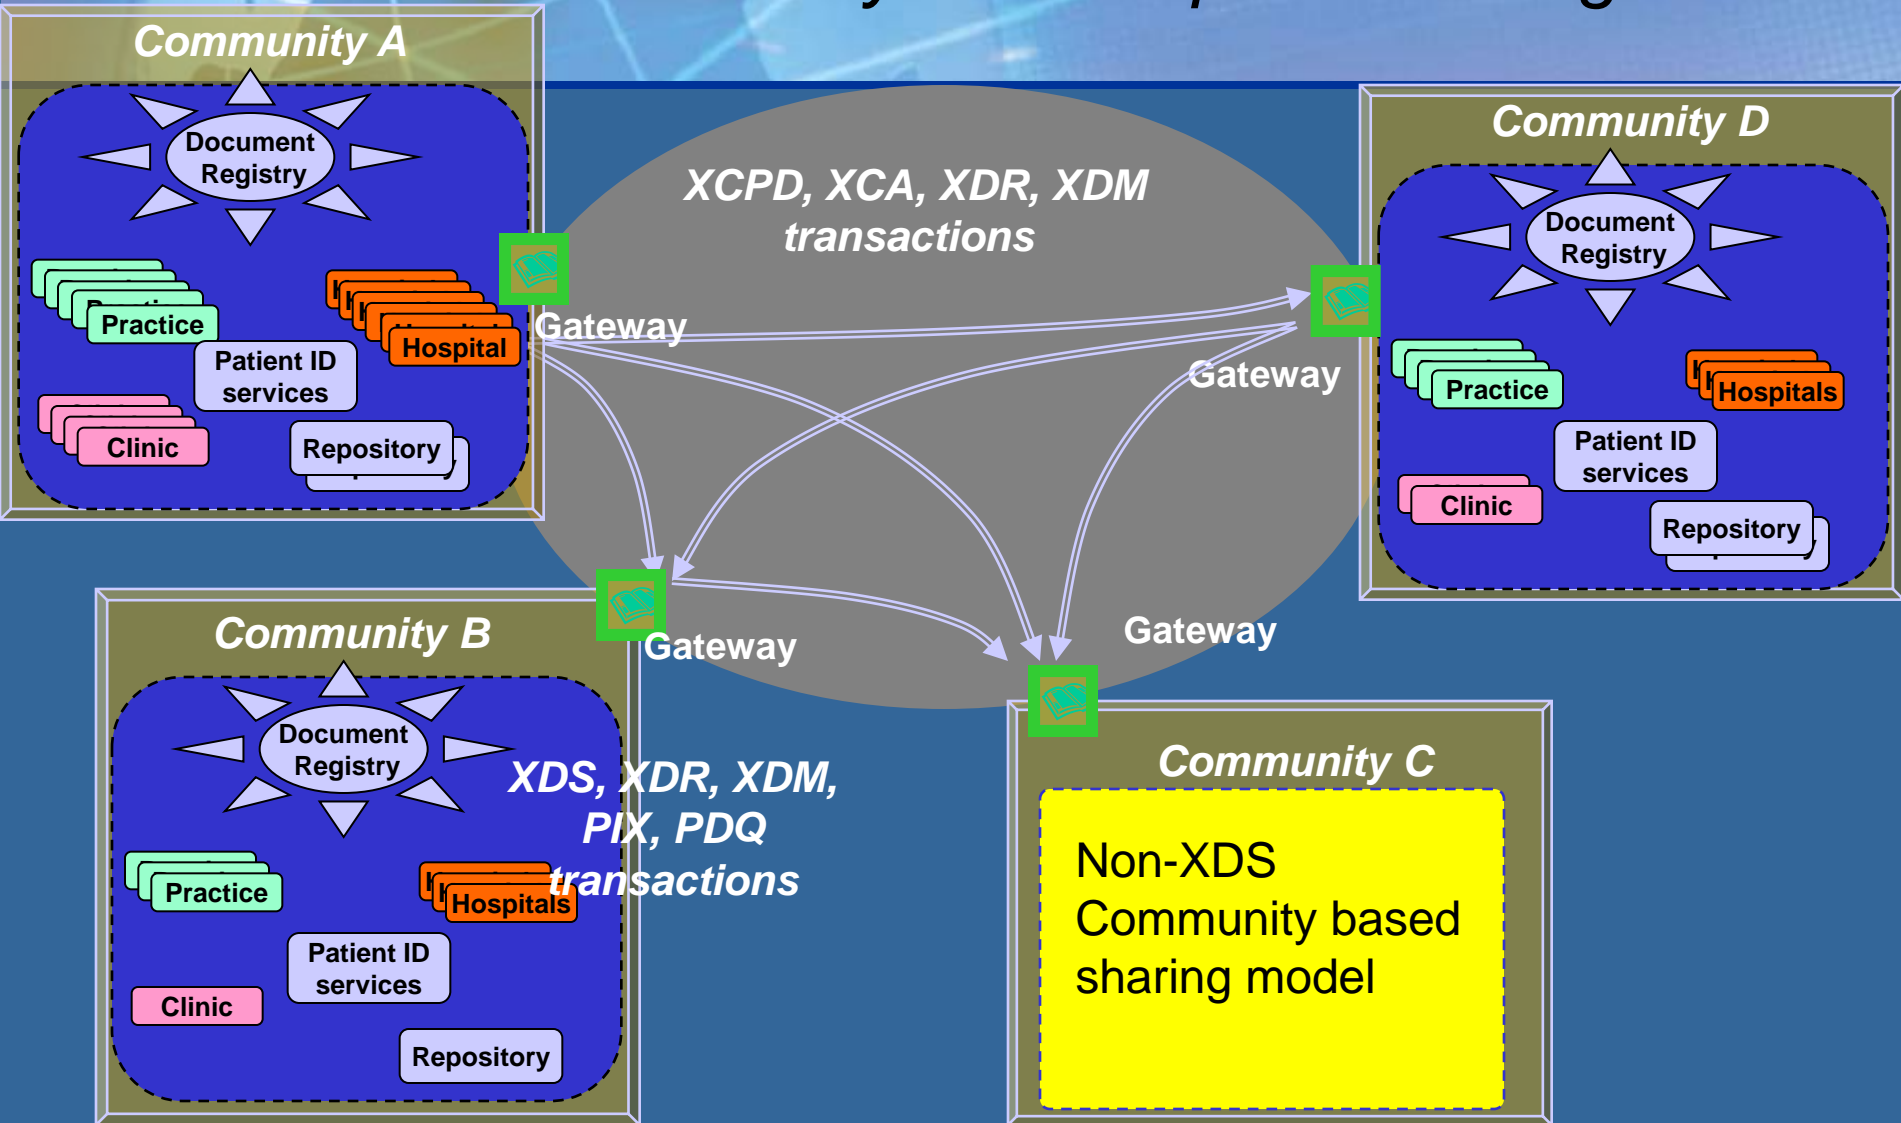 Community A
Document
Registry
Practice
Hospital
Patient ID
services
Clinic
Repository
Gateway
XCPD, XCA, XDR, XDM
transactions
Community D
Document
Registry
Gateway
Practice
Hospitals
Patient ID
services
Clinic
Repository
Community B
Gateway
Document
Registry
XDS, XDR, XDM,
PIX, PDQ
transactions
Practice
Hospitals
Patient ID
services
Clinic
Repository
Gateway
Community C
Non-XDS
Community based
sharing model